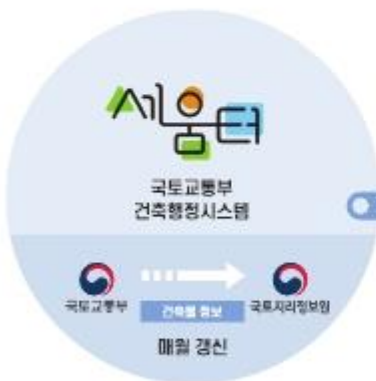 세움터
국토교통부
건축행정시스템
국토교통부
건축물 정보
국토지리정보원
매월 갱신